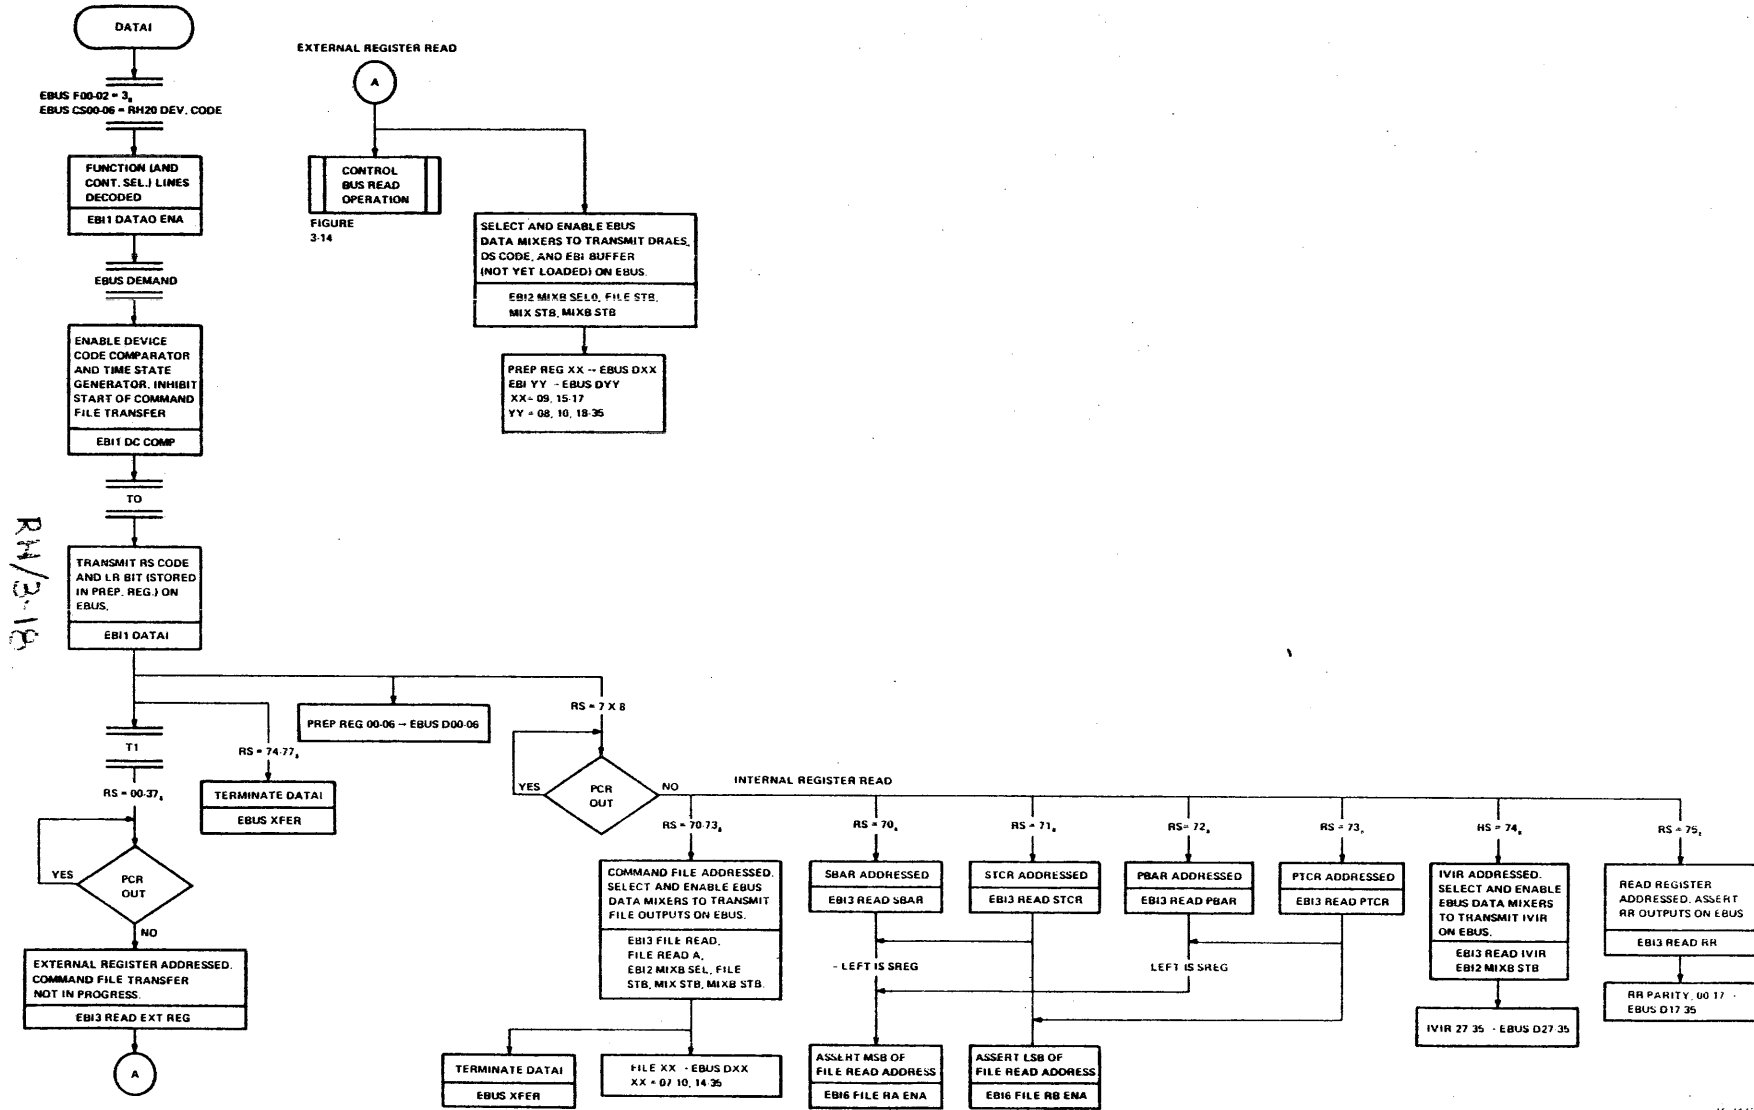 DATAI
EBUS F00-02 = 3₈
EBUS CS00-06 = RH20 DEV. CODE
FUNCTION (AND
CONT. SEL.) LINES
DECODED
EBI1 DATAO ENA
EBUS DEMAND
ENABLE DEVICE
CODE COMPARATOR
AND TIME STATE
GENERATOR. INHIBIT
START OF COMMAND
FILE TRANSFER
EBI1 DC COMP
T0
TRANSMIT RS CODE
AND LR BIT (STORED
IN PREP. REG.) ON
EBUS.
EBI1 DATAI
EXTERNAL REGISTER READ
A
CONTROL
BUS READ
OPERATION
FIGURE
3-14
SELECT AND ENABLE EBUS
DATA MIXERS TO TRANSMIT DRAES,
DS CODE, AND EBI BUFFER
(NOT YET LOADED) ON EBUS.
EBI2 MIXB SEL0, FILE STB,
MIX STB, MIXB STB
PREP REG XX → EBUS DXX
EBI YY → EBUS DYY
XX = 09, 15-17
YY = 08, 10, 18-35
RH/3-18
T1
RS = 00-37₈
YES
PCR
OUT
NO
EXTERNAL REGISTER ADDRESSED.
COMMAND FILE TRANSFER
NOT IN PROGRESS.
EBI3 READ EXT REG
A
RS = 74-77₈
TERMINATE DATAI
EBUS XFER
PREP REG 00-06 → EBUS D00-06
RS = 7 X 8
YES
PCR
OUT
NO
INTERNAL REGISTER READ
RS = 70-73₈
COMMAND FILE ADDRESSED.
SELECT AND ENABLE EBUS
DATA MIXERS TO TRANSMIT
FILE OUTPUTS ON EBUS.
EBI3 FILE READ,
FILE READ A,
EBI2 MIXB SEL, FILE
STB, MIX STB, MIXB STB.
TERMINATE DATAI
EBUS XFER
FILE XX → EBUS DXX
XX = 07 10, 14-35
RS = 70₈
SBAR ADDRESSED
EBI3 READ SBAR
RS = 71₈
STCR ADDRESSED
EBI3 READ STCR
- LEFT IS SREG
RS = 72₈
PBAR ADDRESSED
EBI3 READ PBAR
RS = 73₈
PTCR ADDRESSED
EBI3 READ PTCR
LEFT IS SREG
ASSERT MSB OF
FILE READ ADDRESS
EBI6 FILE RA ENA
ASSERT LSB OF
FILE READ ADDRESS
EBI6 FILE RB ENA
RS = 74₈
IVIR ADDRESSED.
SELECT AND ENABLE
EBUS DATA MIXERS
TO TRANSMIT IVIR
ON EBUS.
EBI3 READ IVIR
EBI2 MIXB STB
IVIR 27 35 → EBUS D27-35
RS = 75₈
READ REGISTER
ADDRESSED. ASSERT
RR OUTPUTS ON EBUS
EBI3 READ RR
RR PARITY, 00 17 →
EBUS D17-35